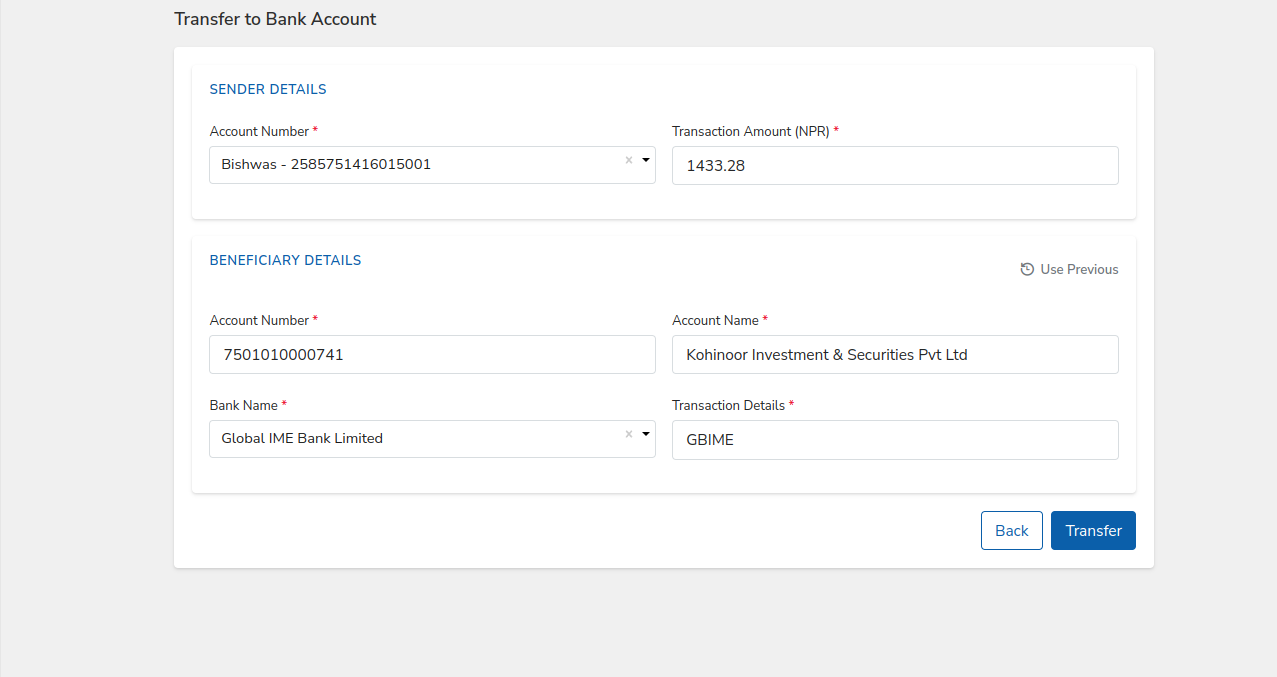 Transfer to Bank Account
SENDER DETAILS
Account Number *
Transaction Amount (NPR) *
Bishwas - 2585751416015001
1433.28
BENEFICIARY DETAILS
Use Previous
Account Number *
Account Name *
7501010000741
Kohinoor Investment & Securities Pvt Ltd
Bank Name *
Transaction Details *
Global IME Bank Limited
GBIME
Back
Transfer